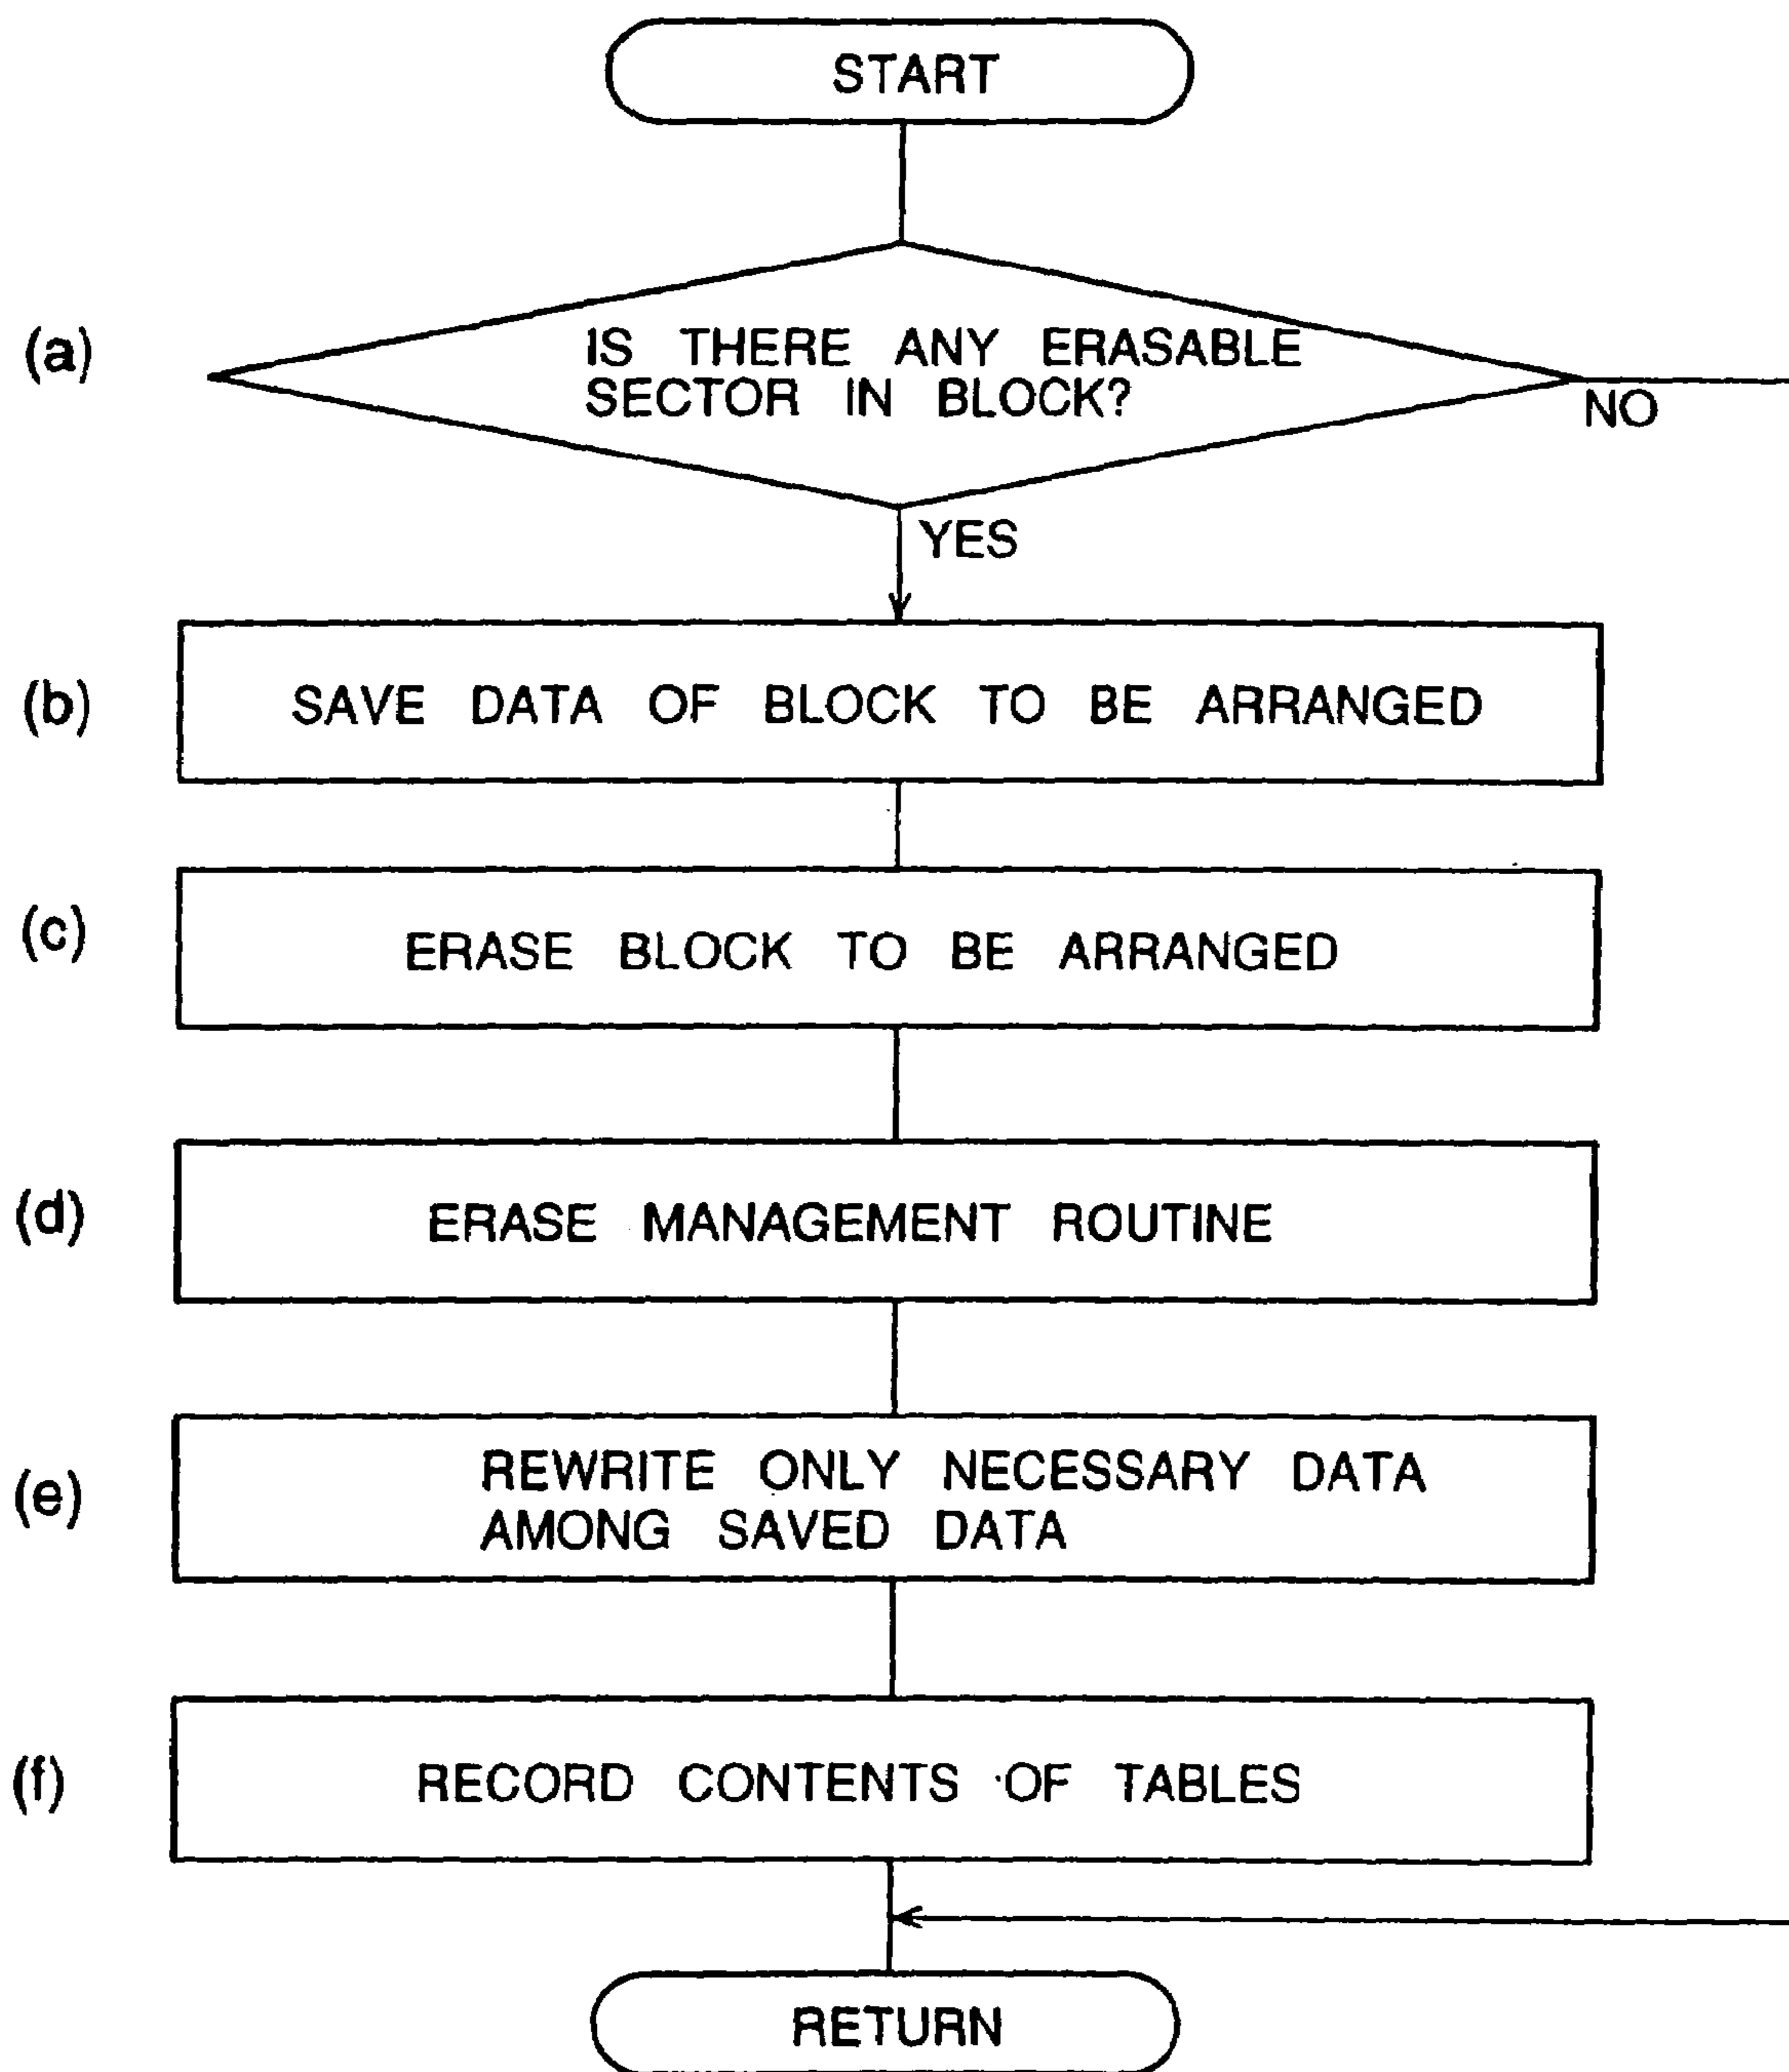 START
(a)
IS THERE ANY ERASABLE
SECTOR IN BLOCK?
NO
YES
(b)
SAVE DATA OF BLOCK TO BE ARRANGED
(c)
ERASE BLOCK TO BE ARRANGED
(d)
ERASE MANAGEMENT ROUTINE
(e)
REWRITE ONLY NECESSARY DATA
AMONG SAVED DATA
(f)
RECORD CONTENTS OF TABLES
RETURN